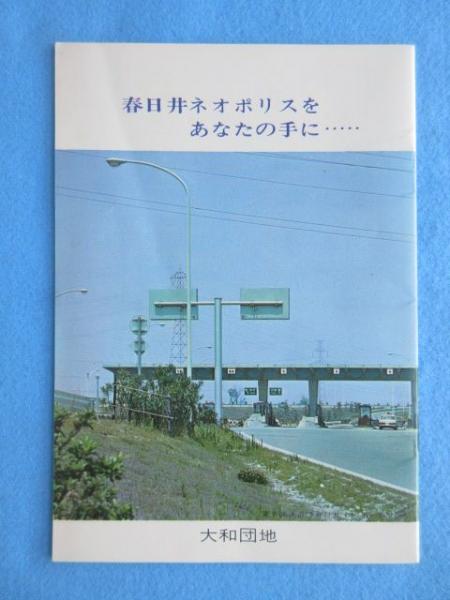 春日井ネオポリスを
あなたの手に‥‥‥
大和団地